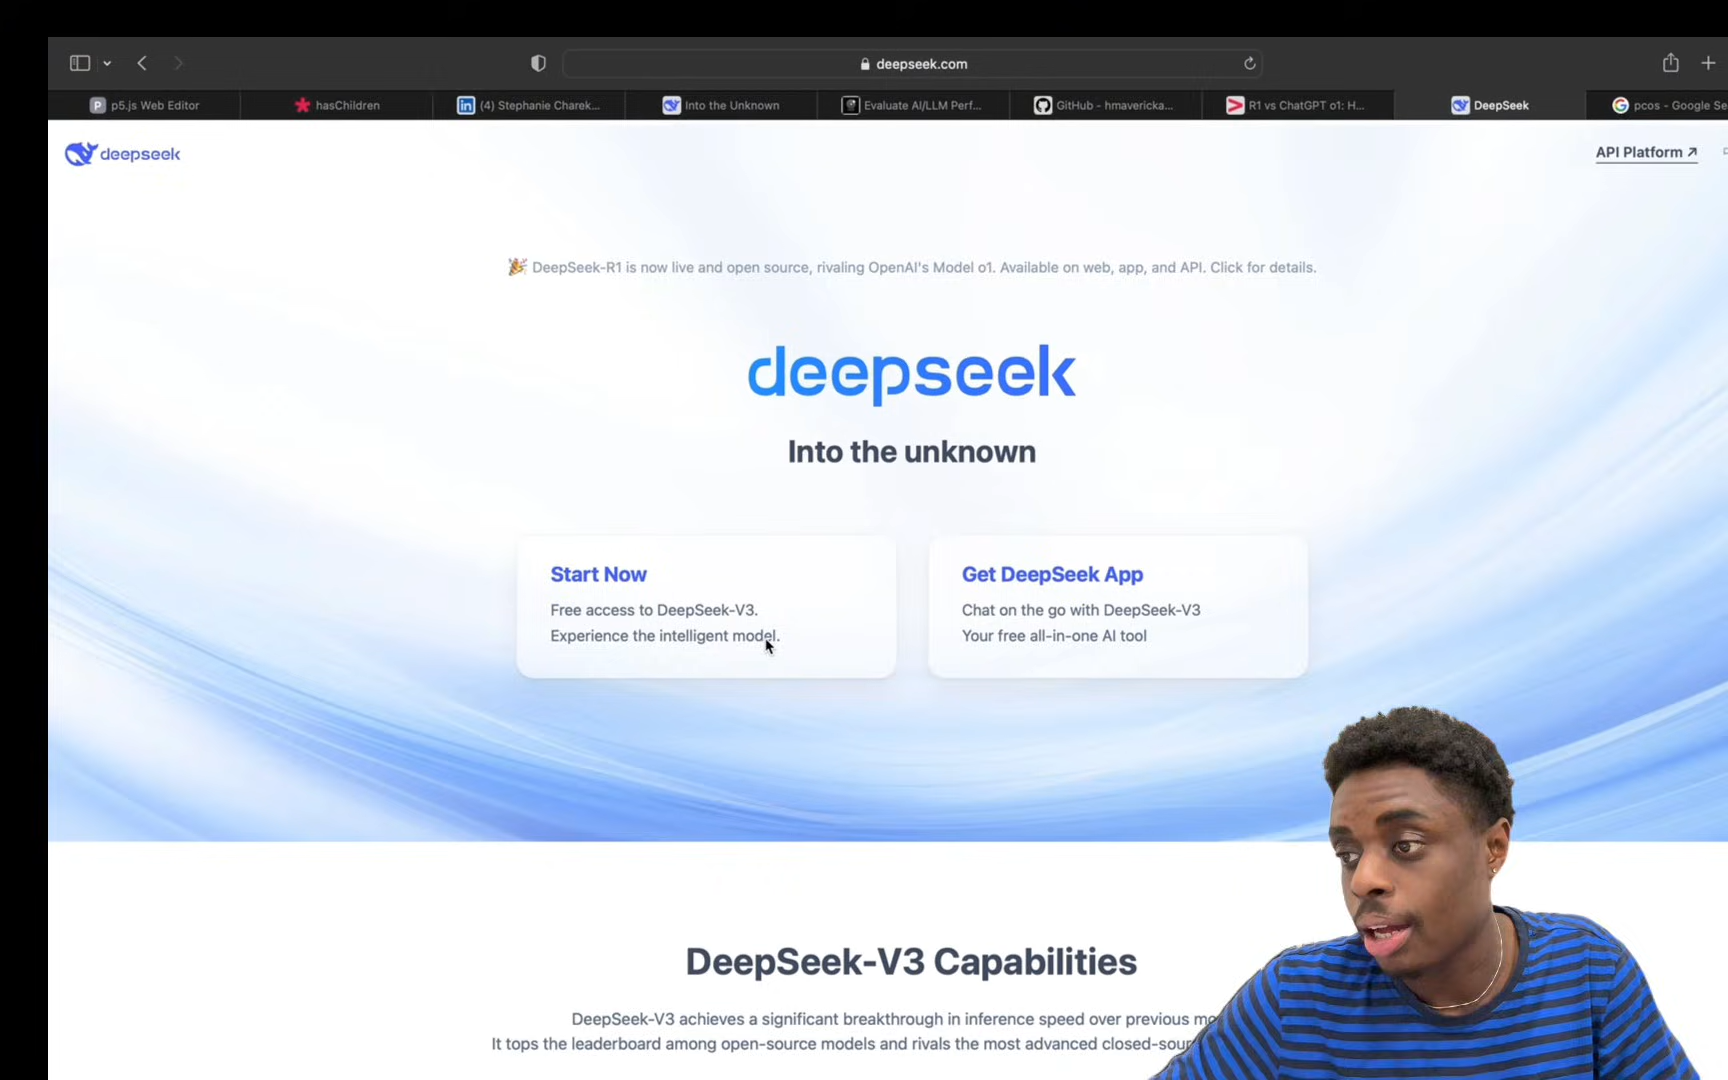 deepseek.com
p5.js Web Editor
hasChildren
(4) Stephanie Charek...
Into the Unknown
Evaluate AI/LLM Perf...
GitHub - hmavericka...
R1 vs ChatGPT o1: H...
DeepSeek
pcos - Google Se
deepseek
API Platform
DeepSeek-R1 is now live and open source, rivaling OpenAI's Model o1. Available on web, app, and API. Click for details.
deepseek
Into the unknown
Start Now
Free access to DeepSeek-V3.
Experience the intelligent model.
Get DeepSeek App
Chat on the go with DeepSeek-V3
Your free all-in-one AI tool
DeepSeek-V3 Capabilities
DeepSeek-V3 achieves a significant breakthrough in inference speed over previous mo
It tops the leaderboard among open-source models and rivals the most advanced closed-sour